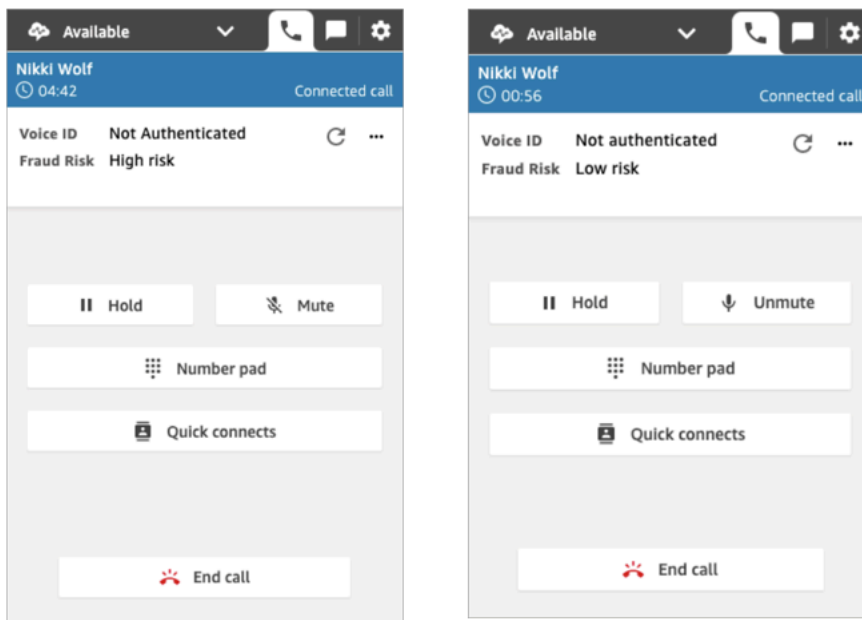 Available
Nikki Wolf
04:42 Connected call
Voice ID Not Authenticated
Fraud Risk High risk
Hold Mute
Number pad
Quick connects
End call
Available
Nikki Wolf
00:56 Connected call
Voice ID Not authenticated
Fraud Risk Low risk
Hold Unmute
Number pad
Quick connects
End call